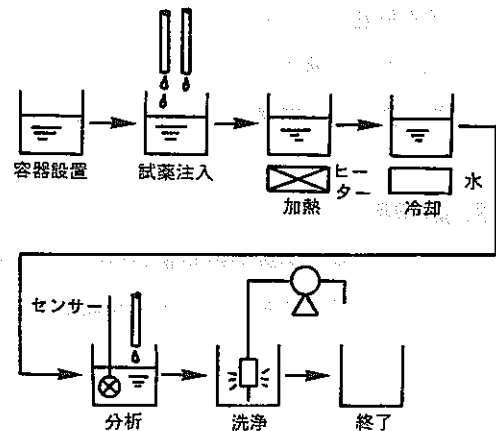 容器設置
試薬注入
ヒーター
加熱
水
冷却
センサー
分析
洗浄
終了